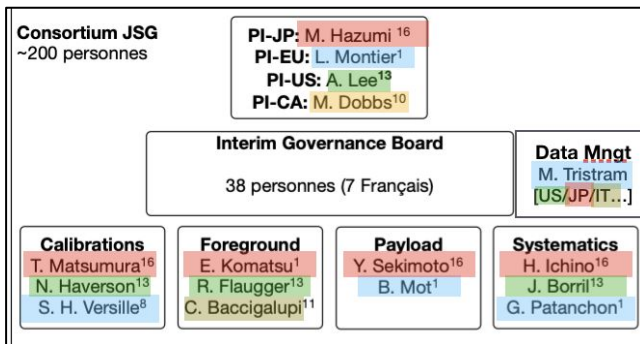 Consortium JSG
~200 personnes
PI-JP: M. Hazumi ¹⁶
PI-EU: L. Montier¹
PI-US: A. Lee¹³
PI-CA: M. Dobbs¹⁰
Interim Governance Board
38 personnes (7 Français)
Data Mngt
M. Tristram
[US/JP/IT...]
Calibrations
T. Matsumura¹⁶
N. Haverson¹³
S. H. Versille⁸
Foreground
E. Komatsu¹
R. Flaugger¹³
C. Baccigalupi¹¹
Payload
Y. Sekimoto¹⁶
B. Mot¹
Systematics
H. Ichino¹⁶
J. Borril¹³
G. Patanchon¹